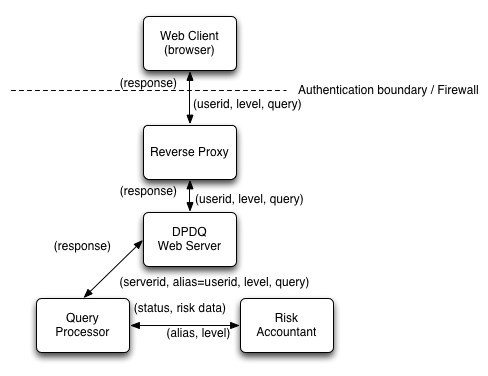 Web Client
(browser)
(response)
Authentication boundary / Firewall
(userid, level, query)
Reverse Proxy
(response)
(userid, level, query)
DPDQ
Web Server
(response)
(serverid, alias=userid, level, query)
Query
Processor
(status, risk data)
(alias, level)
Risk
Accountant